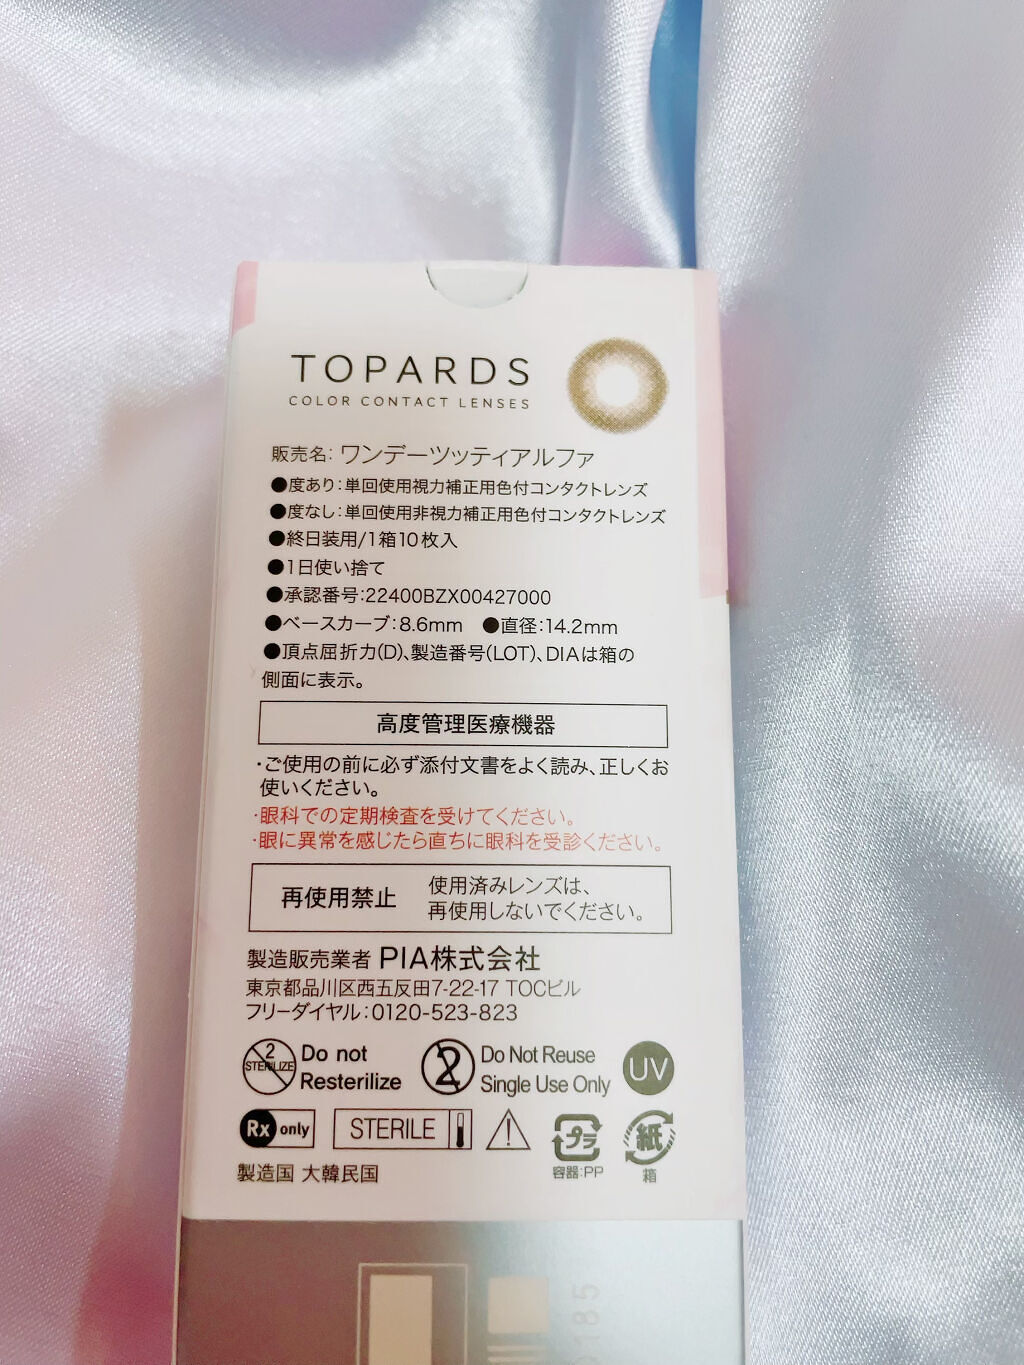 TOPARDS
COLOR CONTACT LENSES
販売名: ワンデーツッティアルファ
●度あり:単回使用視力補正用色付コンタクトレンズ
●度なし:単回使用非視力補正用色付コンタクトレンズ
●終日装用/1箱10枚入
●1日使い捨て
●承認番号:22400BZX00427000
●ベースカーブ:8.6mm ●直径:14.2mm
●頂点屈折力(D)、製造番号(LOT)、DIAは箱の
側面に表示。
高度管理医療機器
・ご使用の前に必ず添付文書をよく読み、正しくお
使いください。
・眼科での定期検査を受けてください。
・眼に異常を感じたら直ちに眼科を受診ください。
再使用禁止
使用済みレンズは、
再使用しないでください。
製造販売業者 PIA株式会社
東京都品川区西五反田7-22-17 TOCビル
フリーダイヤル:0120-523-823
2
STERILIZE
Do not
Resterilize
2
Do Not Reuse
Single Use Only
UV
Rx only
STERILE
プラ
容器:PP
紙
箱
製造国 大韓民国
0185